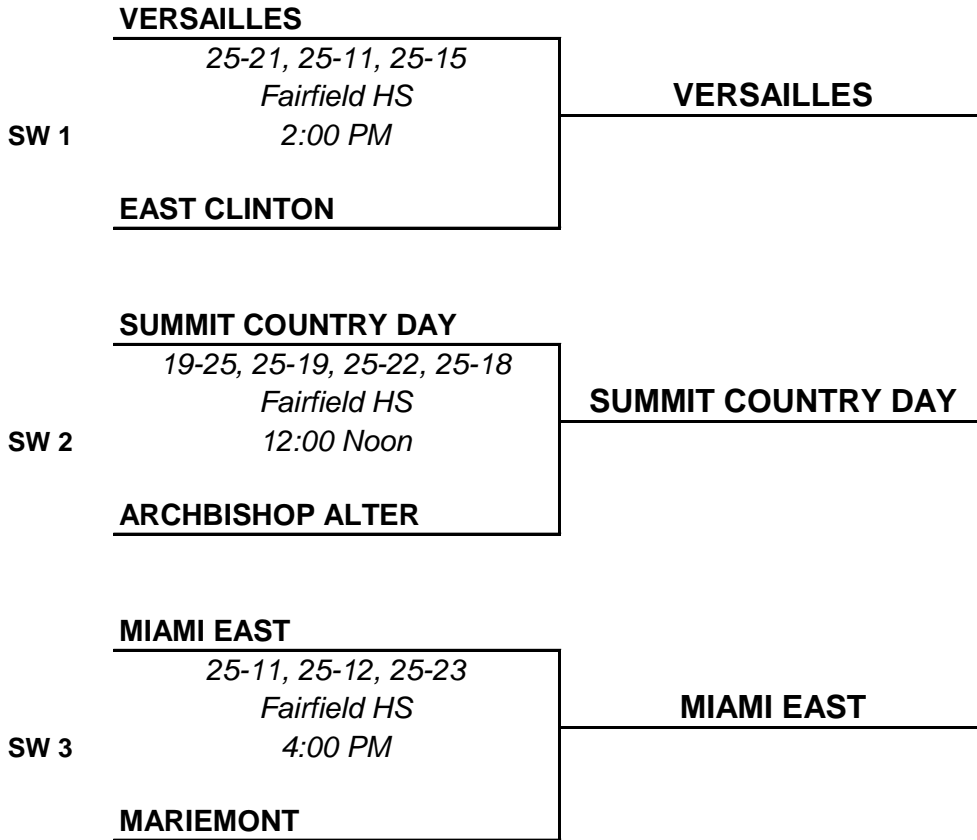 VERSAILLES
25-21, 25-11, 25-15
Fairfield HS
VERSAILLES
SW 1
2:00 PM
EAST CLINTON
SUMMIT COUNTRY DAY
19-25, 25-19, 25-22, 25-18
Fairfield HS
SUMMIT COUNTRY DAY
SW 2
12:00 Noon
ARCHBISHOP ALTER
MIAMI EAST
25-11, 25-12, 25-23
Fairfield HS
MIAMI EAST
SW 3
4:00 PM
MARIEMONT